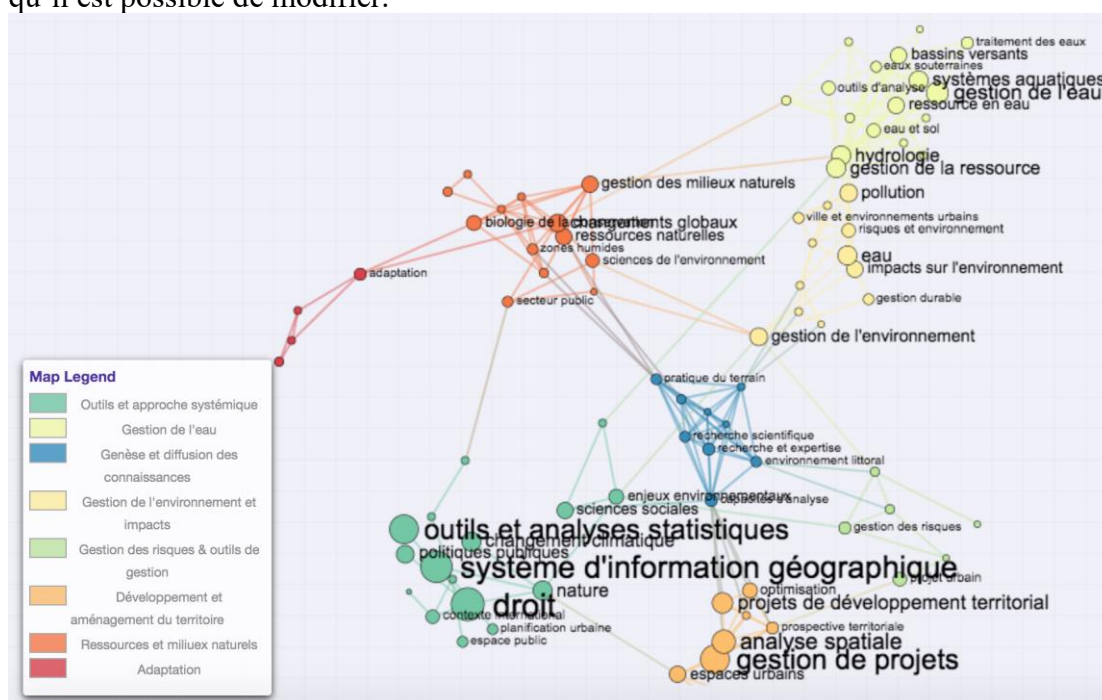 qu'il est possible de modifier.
traitement des eaux
bassins versants
eaux souterraines
systèmes aquatiques
outils d'analyse
gestion de l'eau
ressource en eau
eau et sol
hydrologie
gestion de la ressource
gestion des milieux naturels
pollution
biologie de la
changements globaux
ville et environnements urbains
ressources naturelles
risques et environnement
zones humides
eau
sciences de l'environnement
impacts sur l'environnement
adaptation
secteur public
gestion durable
gestion de l'environnement
pratique du terrain
recherche scientifique
recherche et expertise
environnement littoral
enjeux environnementaux
capacités d'analyse
sciences sociales
outils et analyses statistiques
gestion des risques
changement climatique
politiques publiques
système d'information géographique
projet urbain
nature
optimisation
droit
projets de développement territorial
contexte international
planification urbaine
prospective territoriale
espace public
analyse spatiale
gestion de projets
espaces urbains
Map Legend
Outils et approche systémique
Gestion de l'eau
Genèse et diffusion des
connaissances
Gestion de l'environnement et
impacts
Gestion des risques & outils de
gestion
Développement et
aménagement du territoire
Ressources et miliuex naturels
Adaptation